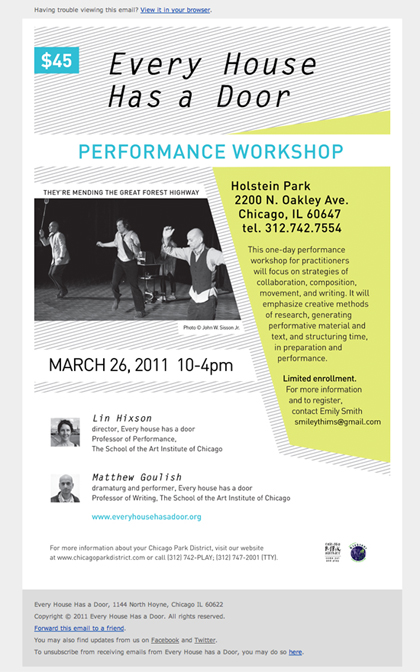 Having trouble viewing this email? View it in your browser.
$45
Every House
Has a Door
PERFORMANCE WORKSHOP
THEY'RE MENDING THE GREAT FOREST HIGHWAY
Photo © John W. Sisson Jr.
MARCH 26, 2011 10-4pm
Holstein Park
2200 N. Oakley Ave.
Chicago, IL 60647
tel. 312.742.7554
This one-day performance
workshop for practitioners
will focus on strategies of
collaboration, composition,
movement, and writing. It will
emphasize creative methods
of research, generating
performative material and
text, and structuring time,
in preparation and
performance.
Limited enrollment.
For more information
and to register,
contact Emily Smith
smileythims@gmail.com
Lin Hixson
director, Every house has a door
Professor of Performance,
The School of the Art Institute of Chicago
Matthew Goulish
dramaturg and performer, Every house has a door
Professor of Writing, The School of the Art Institute of Chicago
www.everyhousehasadoor.org
For more information about your Chicago Park District, visit our website
at www.chicagoparkdistrict.com or call (312) 742-PLAY; (312) 747-2001 (TTY).
Every House Has a Door, 1144 North Hoyne, Chicago IL 60622
Copyright © 2011 Every House Has a Door. All rights reserved.
Forward this email to a friend.
You may also find updates from us on Facebook and Twitter.
To unsubscribe from receiving emails from Every House has a Door, you may do so here.